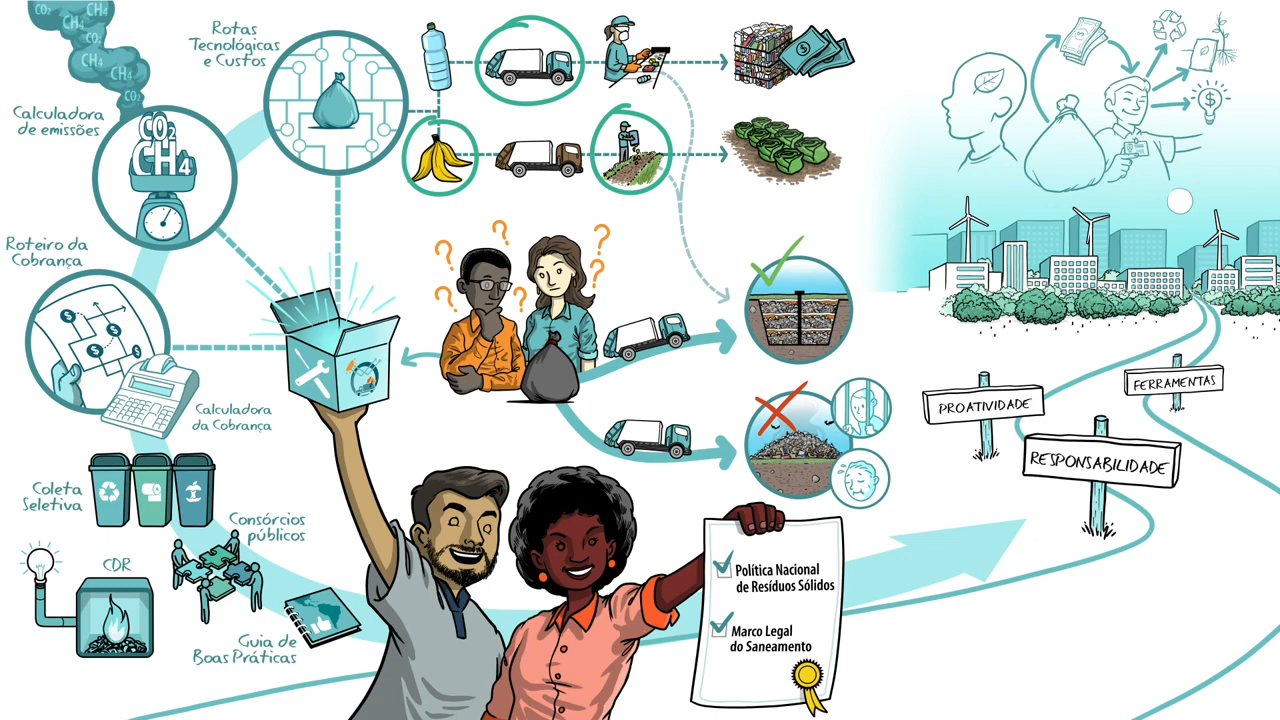 CO₂
CH₄
CH₄
CO₂
CH₄
CH₄
CO₂
Rotas
Tecnológicas
e Custos
Calculadora
de emissões
CO₂
CH₄
Roteiro da
Cobrança
Calculadora
da Cobrança
Coleta
Seletiva
Consórcios
públicos
CDR
Guia de
Boas Práticas
Política Nacional
de Resíduos Sólidos
Marco Legal
do Saneamento
PROATIVIDADE
FERRAMENTAS
RESPONSABILIDADE